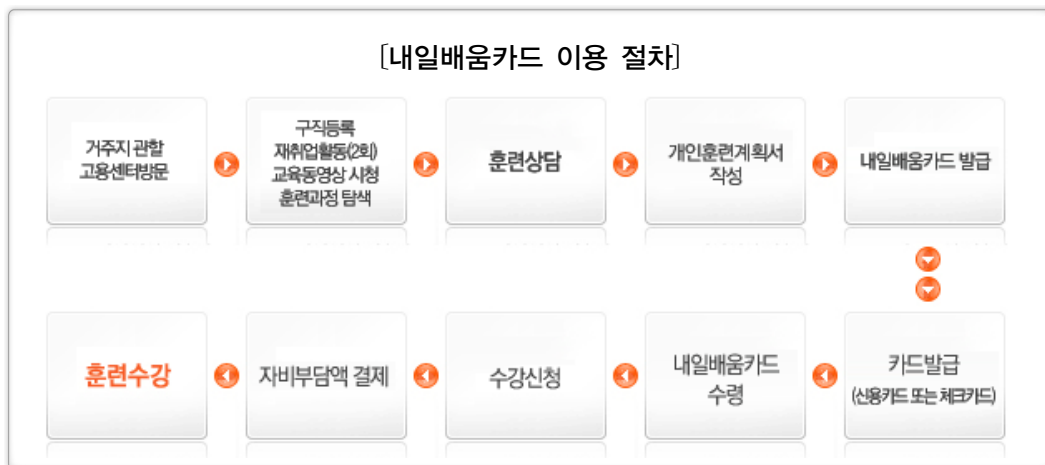 [내일배움카드 이용 절차]
거주지 관할
고용센터방문
구직등록
재취업활동(2회)
교육동영상 시청
훈련과정 탐색
훈련상담
개인훈련계획서
작성
내일배움카드 발급
카드발급
(신용카드 또는 체크카드)
내일배움카드
수령
수강신청
자비부담액 결제
훈련수강